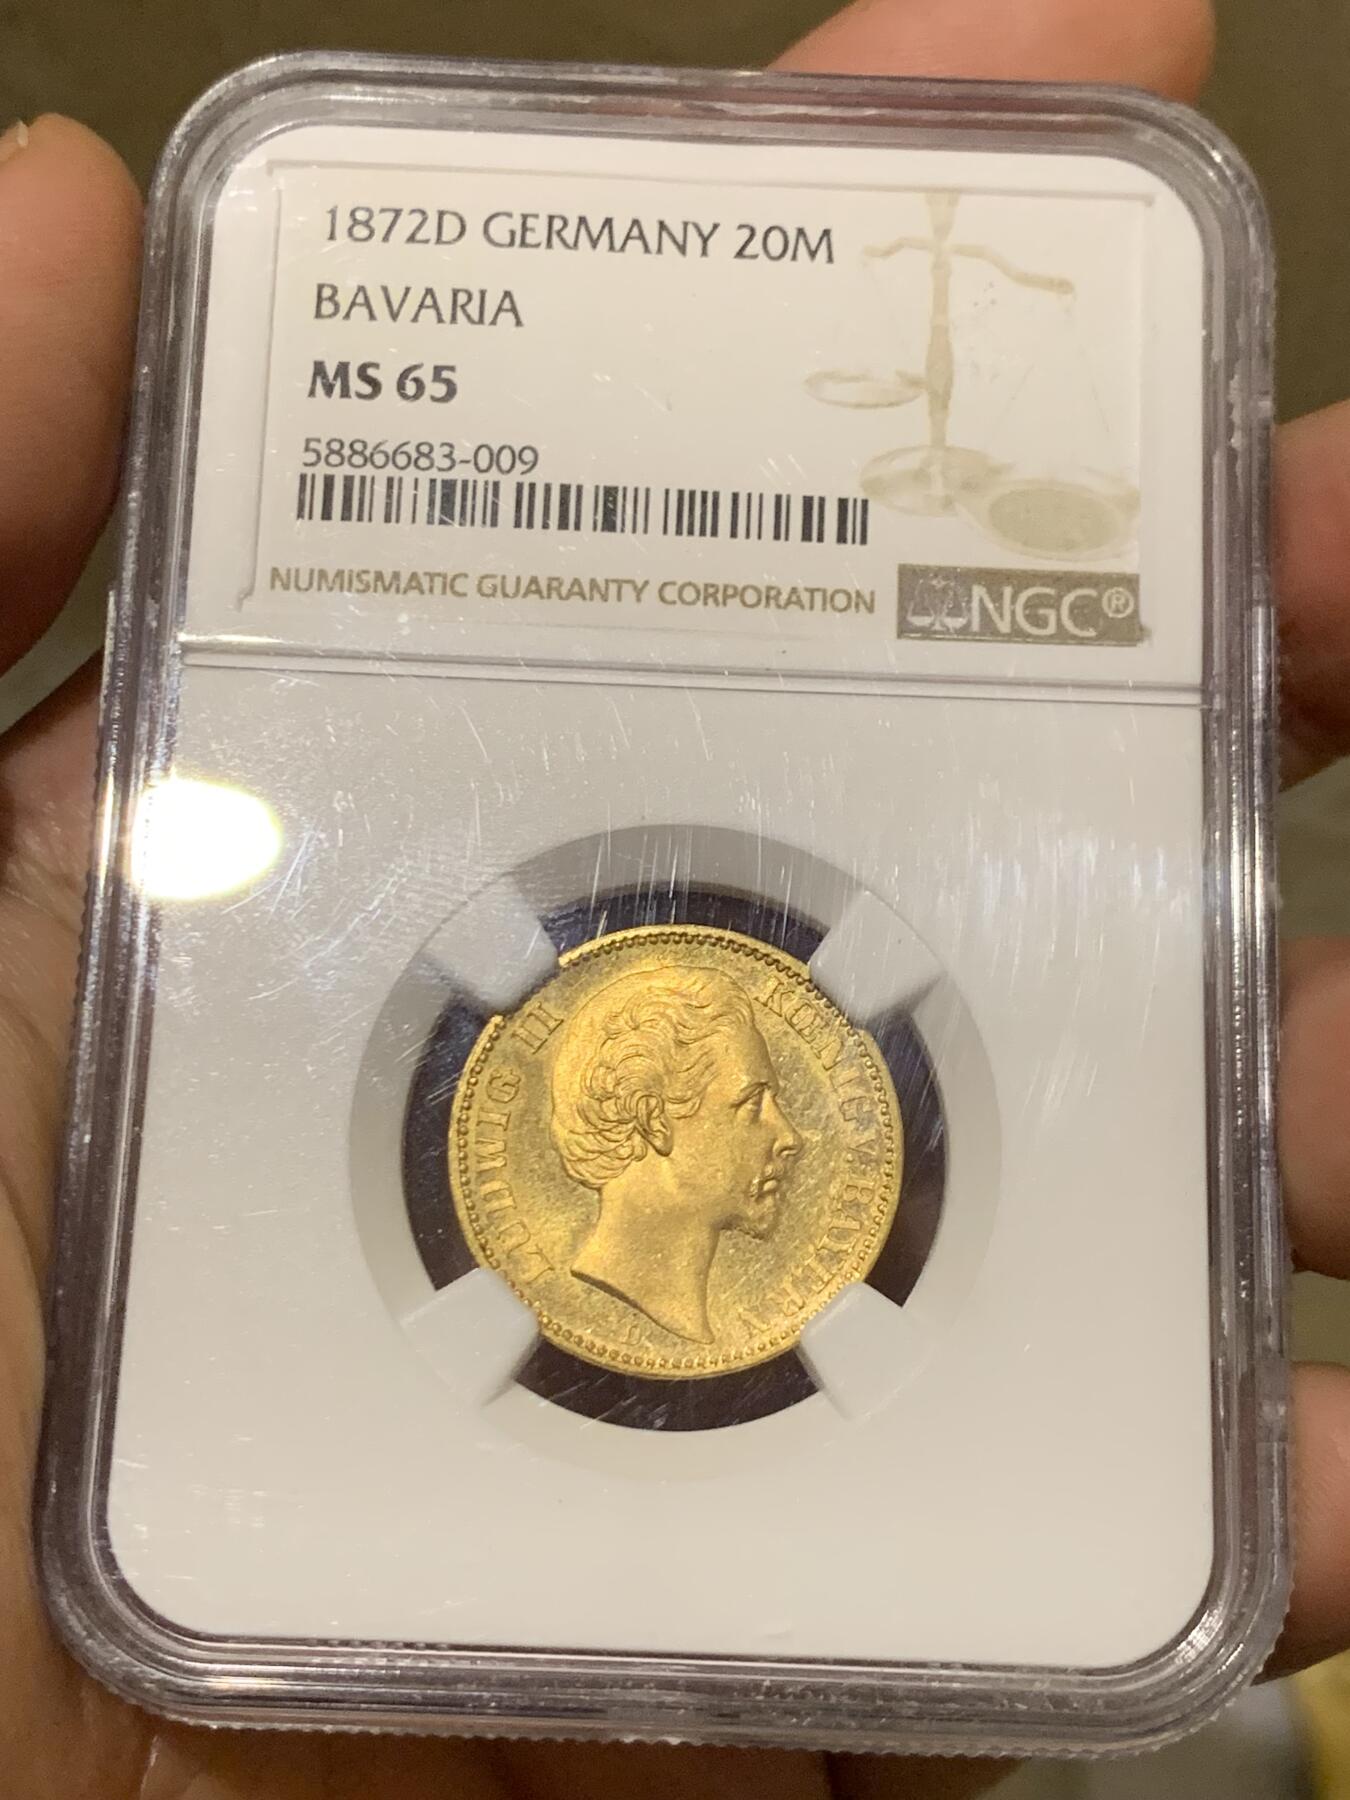 1872D GERMANY 20M
BAVARIA
MS 65
5886683-009
NUMISMATIC GUARANTY CORPORATION
NGC®
LUDWIG II KOENIG V. BAYERN
D